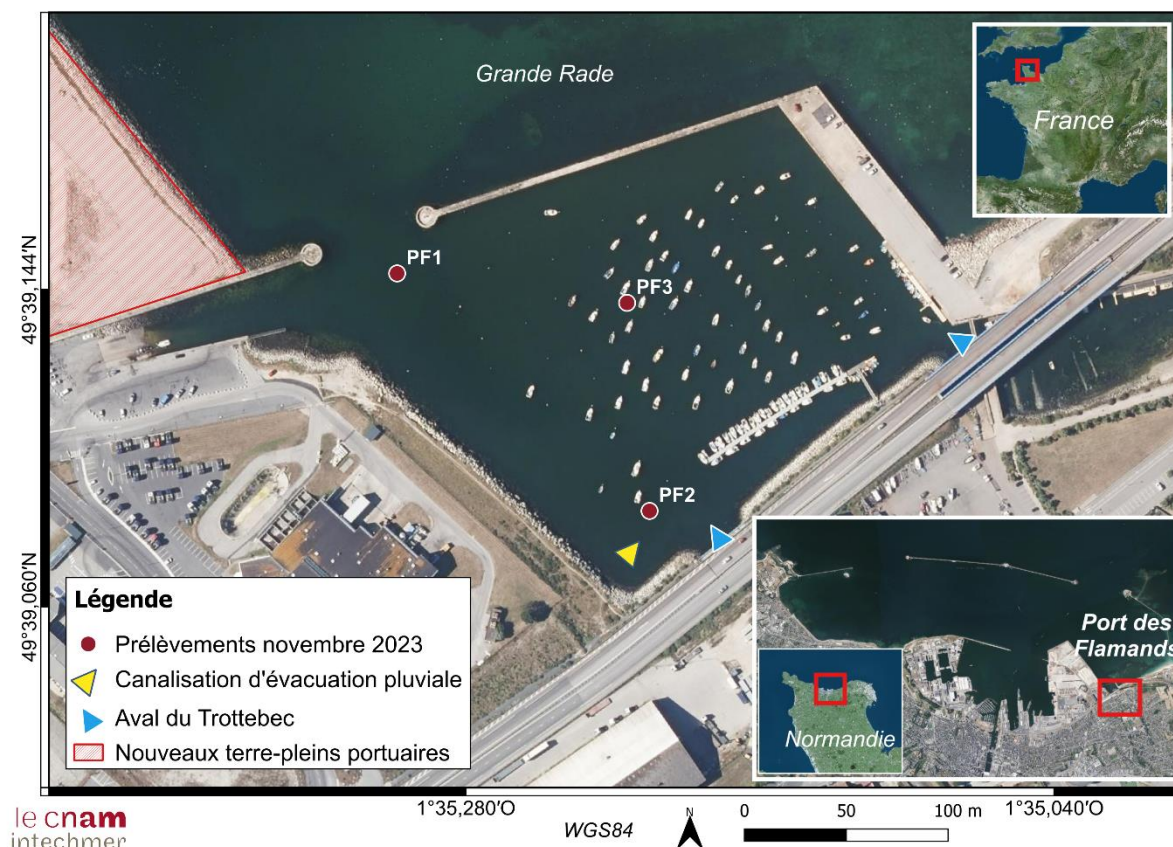 Grande Rade
France
PF1
PF3
PF2
49°39,144'N
49°39,060'N
Légende
Prélèvements novembre 2023
Canalisation d'évacuation pluviale
Aval du Trottebec
Nouveaux terre-pleins portuaires
Port des
Flamands
Normandie
1°35,280'O
1°35,040'O
le cnam
intechmer
WGS84
N
0 50 100 m